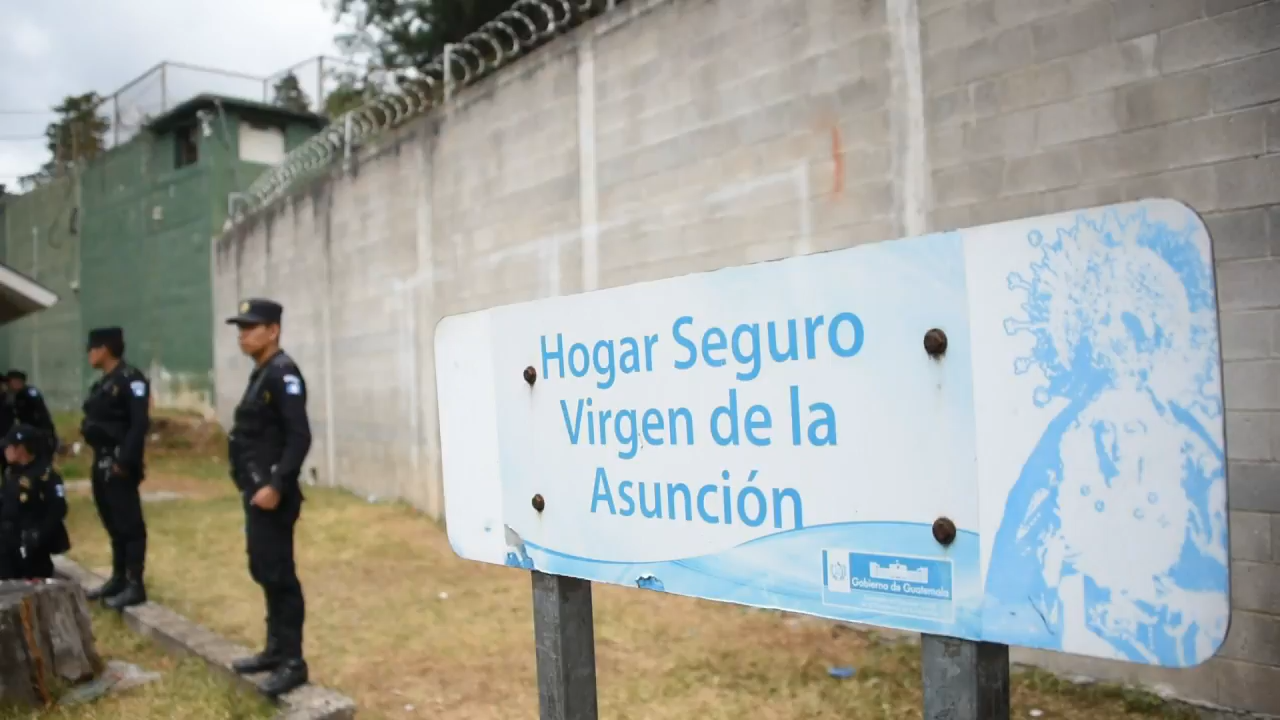 Hogar Seguro
Virgen de la
Asunción
Gobierno de Guatemala